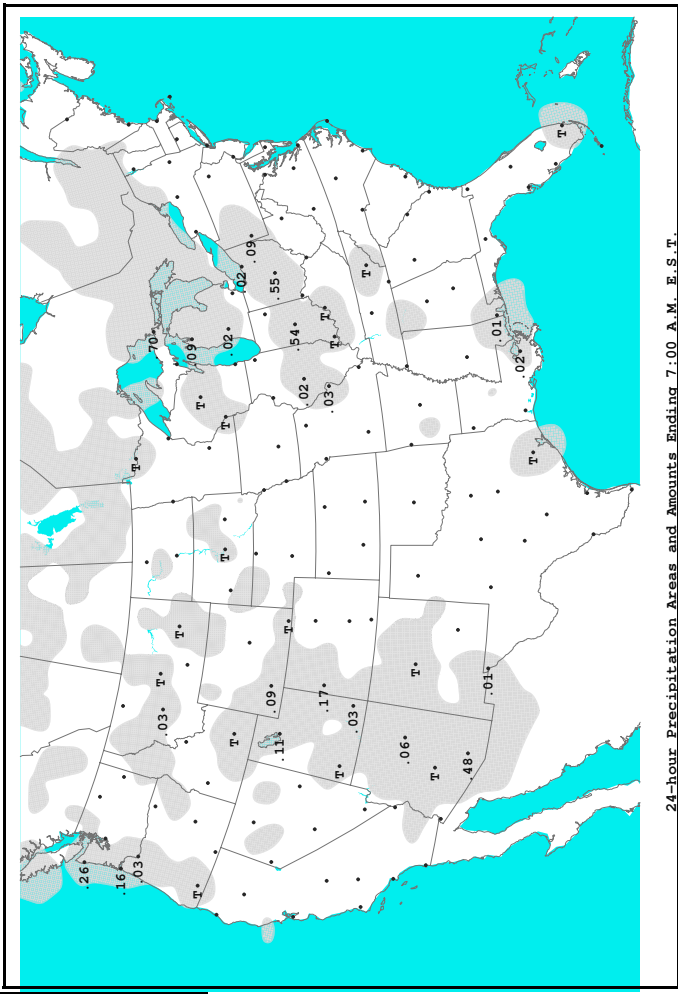 .26
.16
T
.03
.70
T
.03
T
.09
T
T
T
T
.02
T
.02
.09
.09
.55
.11
T
.54
.02
.17
T
.03
T
T
.03
T
.06
T
T
.48
.01
.01
.02
T
T
24-hour Precipitation Areas and Amounts Ending 7:00 A.M. E.S.T.